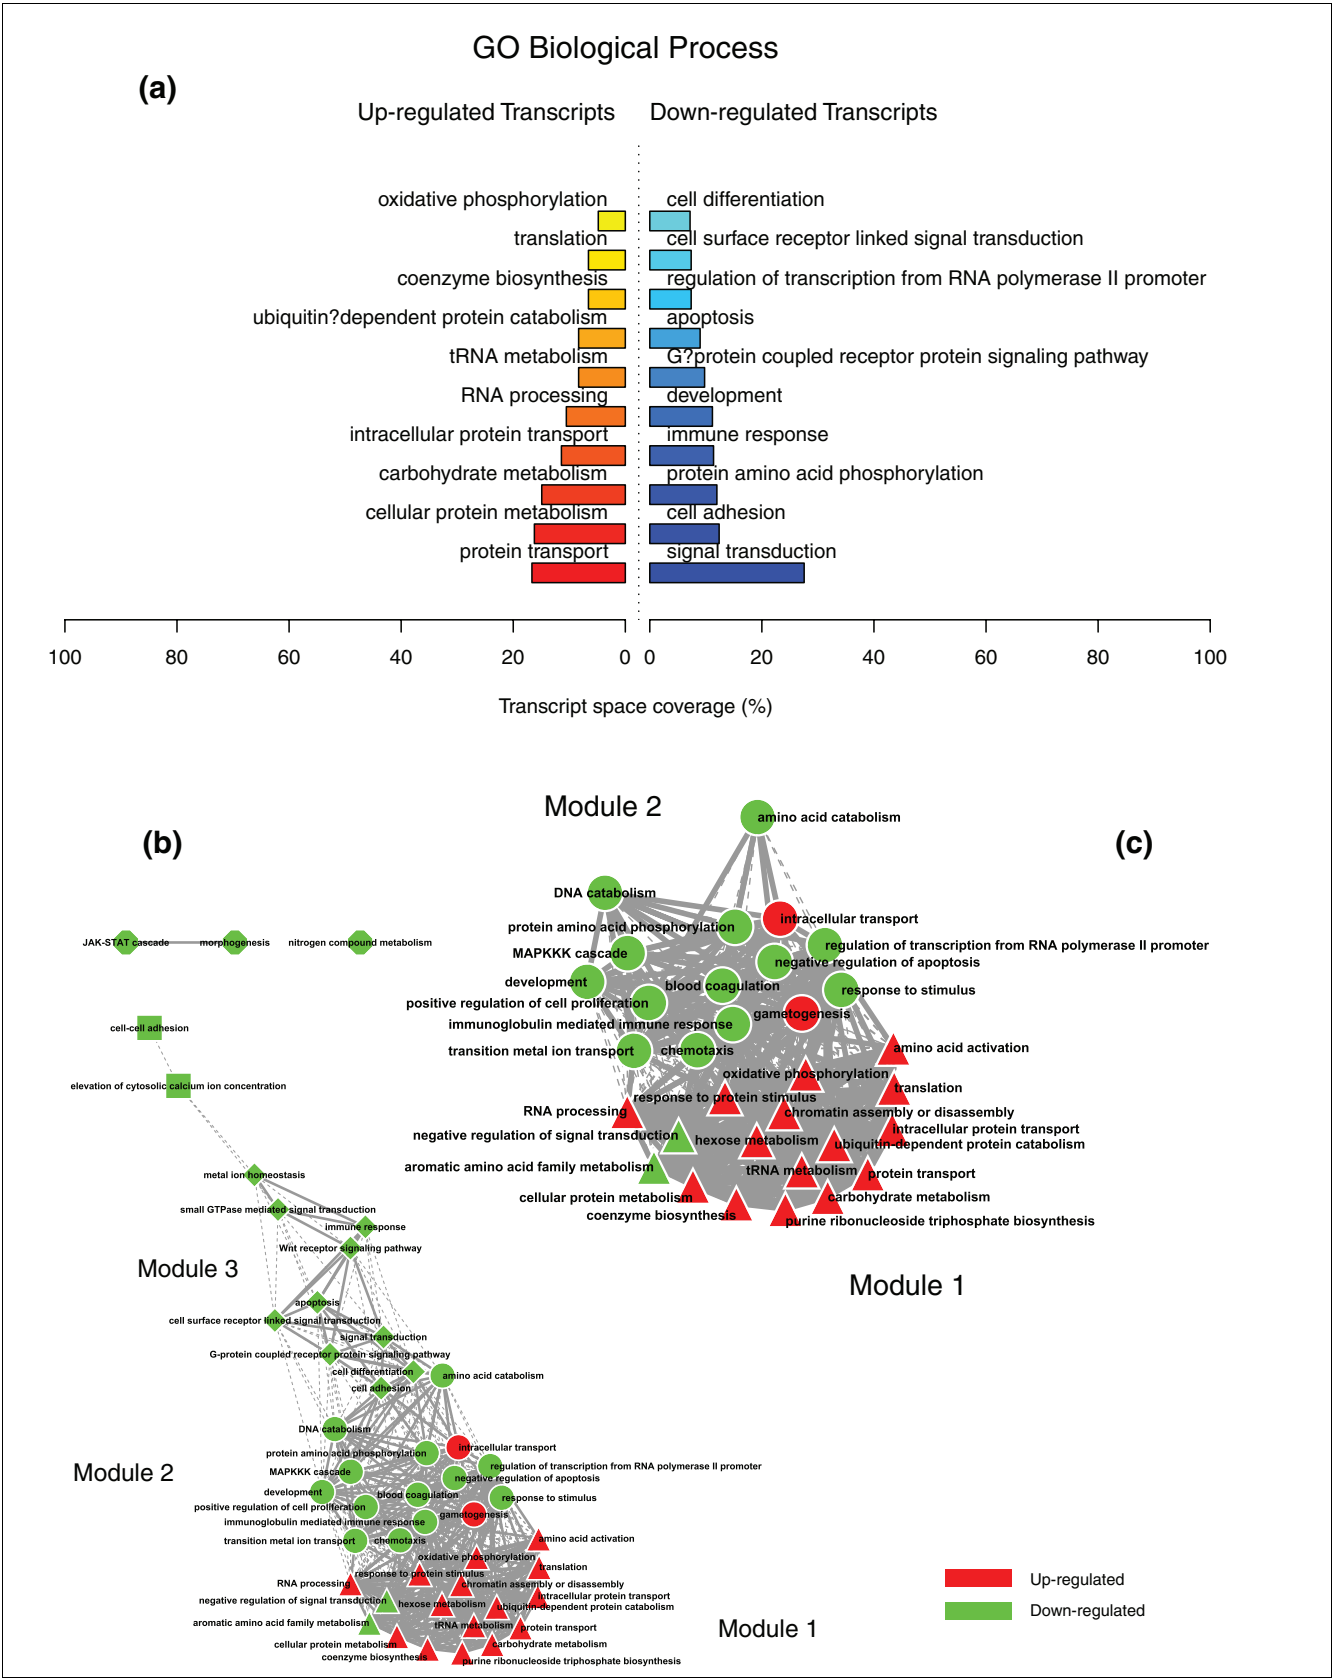 GO Biological Process
(a)
Up-regulated Transcripts
Down-regulated Transcripts
oxidative phosphorylation
cell differentiation
translation
cell surface receptor linked signal transduction
coenzyme biosynthesis
regulation of transcription from RNA polymerase II promoter
ubiquitin?dependent protein catabolism
apoptosis
tRNA metabolism
G?protein coupled receptor protein signaling pathway
RNA processing
development
intracellular protein transport
immune response
carbohydrate metabolism
protein amino acid phosphorylation
cellular protein metabolism
cell adhesion
protein transport
signal transduction
100 80 60 40 20 0 0 20 40 60 80 100
Transcript space coverage (%)
Module 2
amino acid catabolism
(b)
(c)
DNA catabolism
intracellular transport
protein amino acid phosphorylation
regulation of transcription from RNA polymerase II promoter
MAPKKK cascade
negative regulation of apoptosis
development
blood coagulation
response to stimulus
positive regulation of cell proliferation
gametogenesis
immunoglobulin mediated immune response
transition metal ion transport
chemotaxis
amino acid activation
oxidative phosphorylation
translation
response to protein stimulus
RNA processing
chromatin assembly or disassembly
intracellular protein transport
negative regulation of signal transduction
hexose metabolism
ubiquitin-dependent protein catabolism
aromatic amino acid family metabolism
tRNA metabolism
protein transport
cellular protein metabolism
carbohydrate metabolism
coenzyme biosynthesis
purine ribonucleoside triphosphate biosynthesis
Module 1
JAK-STAT cascade
morphogenesis
nitrogen compound metabolism
cell-cell adhesion
elevation of cytosolic calcium ion concentration
metal ion homeostasis
small GTPase mediated signal transduction
immune response
Wnt receptor signaling pathway
Module 3
apoptosis
cell surface receptor linked signal transduction
signal transduction
G-protein coupled receptor protein signaling pathway
cell differentiation
amino acid catabolism
cell adhesion
DNA catabolism
intracellular transport
protein amino acid phosphorylation
regulation of transcription from RNA polymerase II promoter
Module 2
MAPKKK cascade
negative regulation of apoptosis
development
blood coagulation
response to stimulus
positive regulation of cell proliferation
gametogenesis
immunoglobulin mediated immune response
transition metal ion transport
chemotaxis
amino acid activation
oxidative phosphorylation
translation
response to protein stimulus
RNA processing
chromatin assembly or disassembly
intracellular protein transport
negative regulation of signal transduction
hexose metabolism
ubiquitin-dependent protein catabolism
aromatic amino acid family metabolism
tRNA metabolism
protein transport
cellular protein metabolism
carbohydrate metabolism
coenzyme biosynthesis
purine ribonucleoside triphosphate biosynthesis
Module 1
Up-regulated
Down-regulated